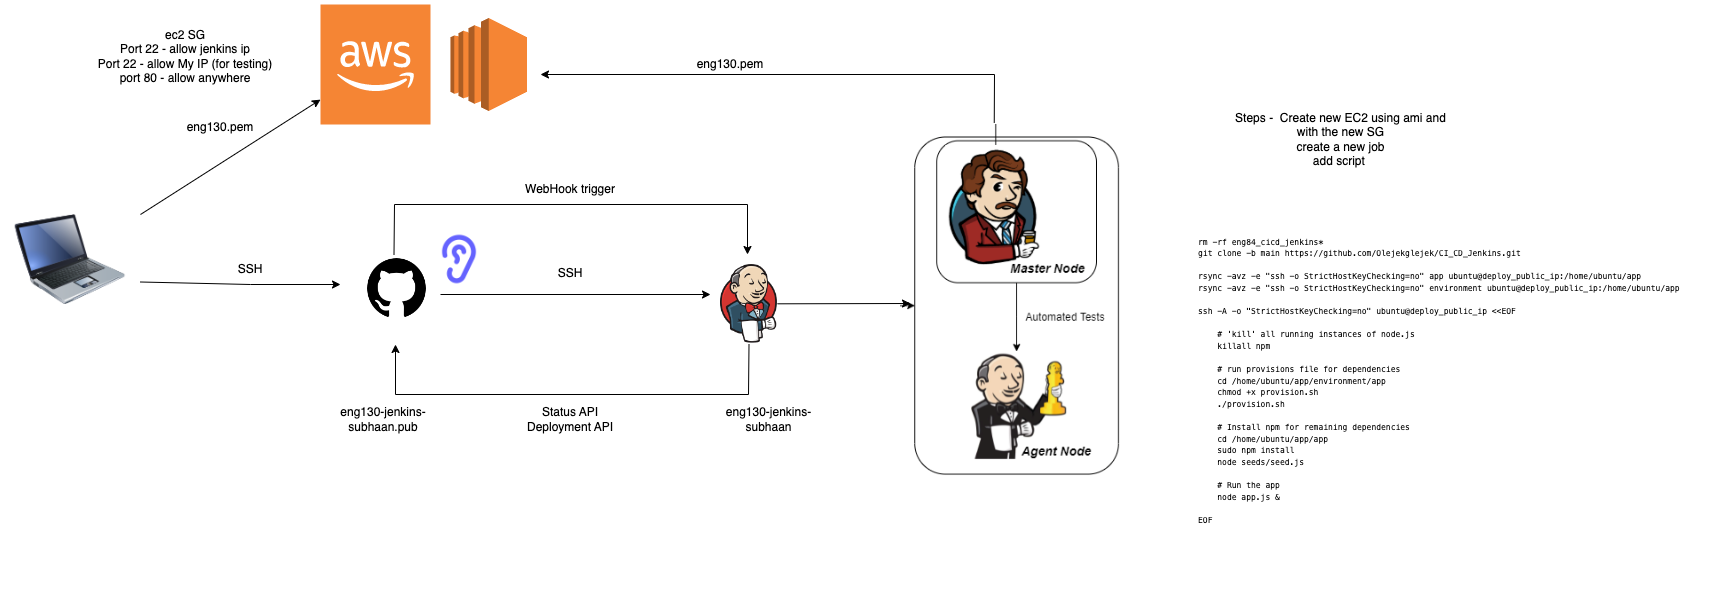 ec2 SG
Port 22 - allow jenkins ip
Port 22 - allow My IP (for testing)
port 80 - allow anywhere
aws
eng130.pem
eng130.pem
WebHook trigger
SSH
SSH
Status API
Deployment API
eng130-jenkins-
subhaan.pub
eng130-jenkins-
subhaan
Master Node
Automated Tests
Agent Node
Steps - Create new EC2 using ami and
with the new SG
create a new job
add script
rm -rf eng84_cicd_jenkins*
git clone -b main https://github.com/Olejekglejek/CI_CD_Jenkins.git
rsync -avz -e "ssh -o StrictHostKeyChecking=no" app ubuntu@deploy_public_ip:/home/ubuntu/app
rsync -avz -e "ssh -o StrictHostKeyChecking=no" environment ubuntu@deploy_public_ip:/home/ubuntu/app
ssh -A -o "StrictHostKeyChecking=no" ubuntu@deploy_public_ip <<EOF
# 'kill' all running instances of node.js
killall npm
# run provisions file for dependencies
cd /home/ubuntu/app/environment/app
chmod +x provision.sh
./provision.sh
# Install npm for remaining dependencies
cd /home/ubuntu/app/app
sudo npm install
node seeds/seed.js
# Run the app
node app.js &
EOF